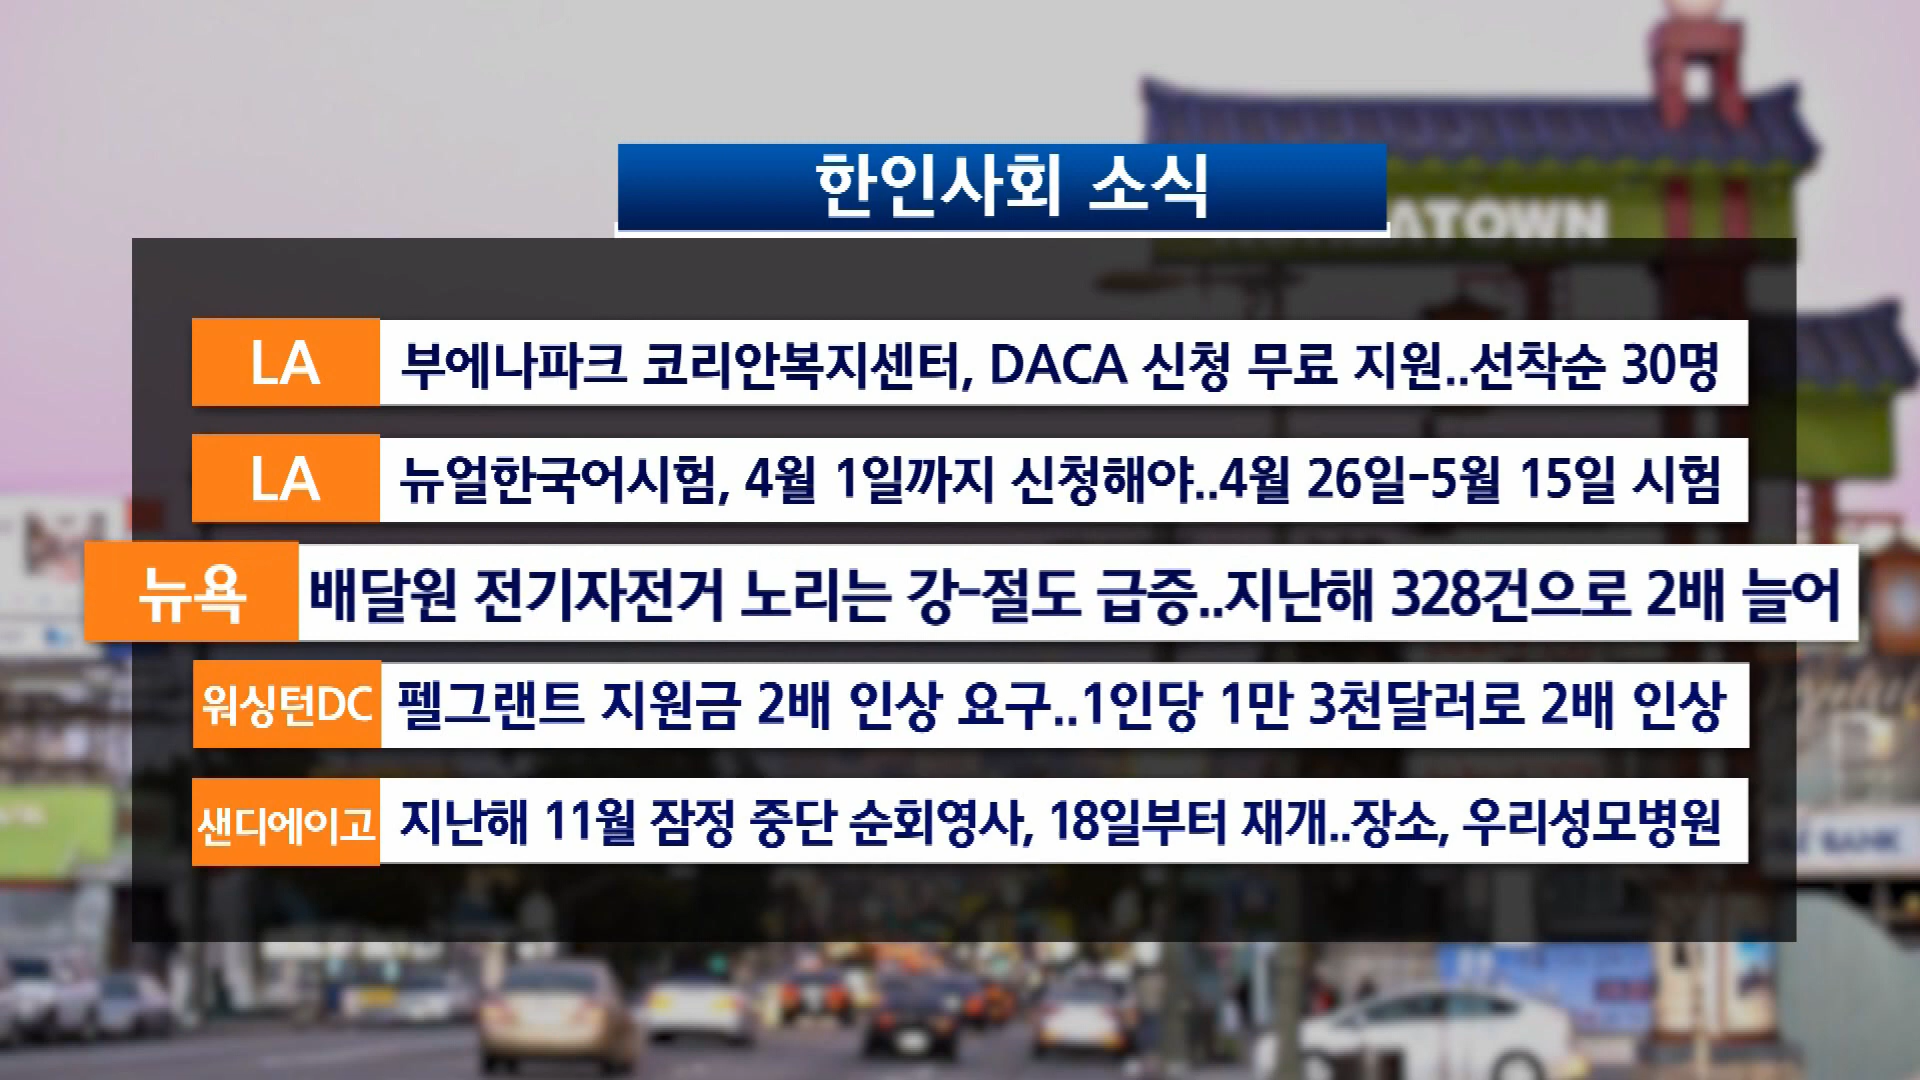 한인사회 소식
ATOWN
LA 부에나파크 코리안복지센터, DACA 신청 무료 지원..선착순 30명
LA 뉴얼한국어시험, 4월 1일까지 신청해야..4월 26일-5월 15일 시험
뉴욕 배달원 전기자전거 노리는 강-절도 급증..지난해 328건으로 2배 늘어
워싱턴DC 펠그랜트 지원금 2배 인상 요구..1인당 1만 3천달러로 2배 인상
샌디에이고 지난해 11월 잠정 중단 순회영사, 18일부터 재개..장소, 우리성모병원
BANK